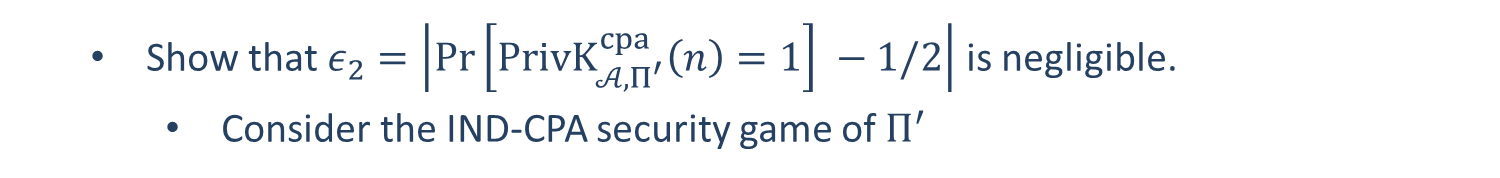 • Show that ϵ₂ = |Pr[PrivK^cpa_𝒜,Π′(n) = 1] − 1/2| is negligible.
• Consider the IND-CPA security game of Π′